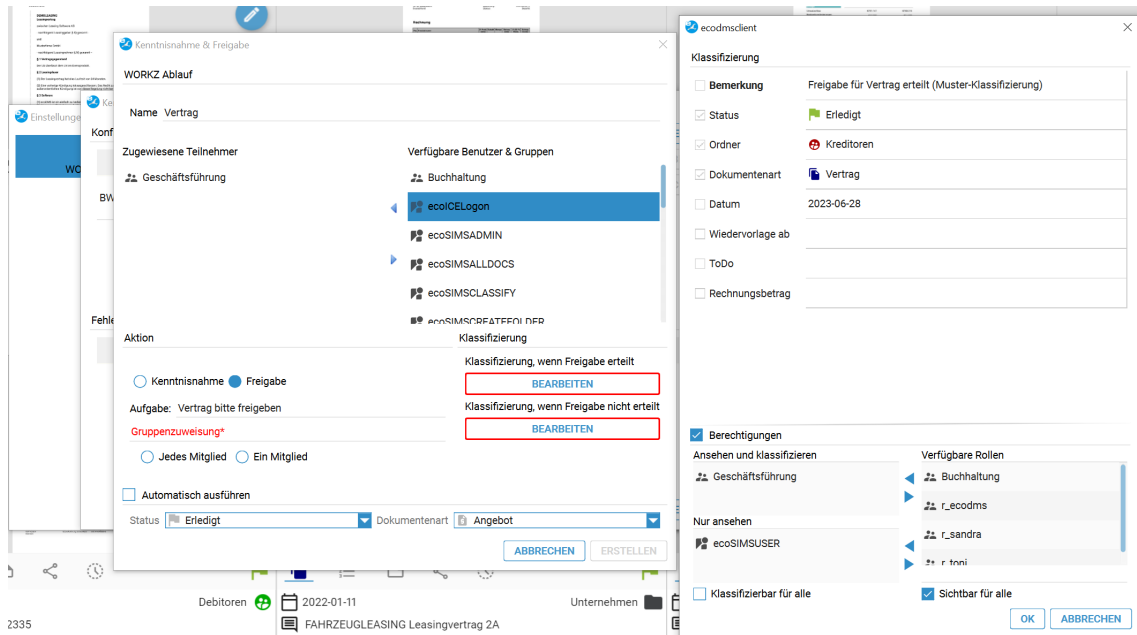 Kenntnisnahme & Freigabe
WORKZ Ablauf
Name Vertrag
Zugewiesene Teilnehmer
Geschäftsführung
Verfügbare Benutzer & Gruppen
Buchhaltung
ecoICELogon
ecoSIMSADMIN
ecoSIMSALLDOCS
ecoSIMSCLASSIFY
ecoSIMSCREATEFOLDER
Aktion
Kenntnisnahme Freigabe
Aufgabe: Vertrag bitte freigeben
Gruppenzuweisung*
Jedes Mitglied Ein Mitglied
Klassifizierung
Klassifizierung, wenn Freigabe erteilt
BEARBEITEN
Klassifizierung, wenn Freigabe nicht erteilt
BEARBEITEN
Automatisch ausführen
Status Erledigt Dokumentenart Angebot
ABBRECHEN ERSTELLEN
Einstellunge
WO
Ke
Konf
BW
Fehle
ecodmsclient
Klassifizierung
Bemerkung Freigabe für Vertrag erteilt (Muster-Klassifizierung)
Status Erledigt
Ordner Kreditoren
Dokumentenart Vertrag
Datum 2023-06-28
Wiedervorlage ab
ToDo
Rechnungsbetrag
Berechtigungen
Ansehen und klassifizieren
Geschäftsführung
Nur ansehen
ecoSIMSUSER
Verfügbare Rollen
Buchhaltung
r_ecodms
r_sandra
r_toni
Klassifizierbar für alle Sichtbar für alle
OK ABBRECHEN
Debitoren
2335
2022-01-11
Unternehmen
FAHRZEUGLEASING Leasingvertrag 2A